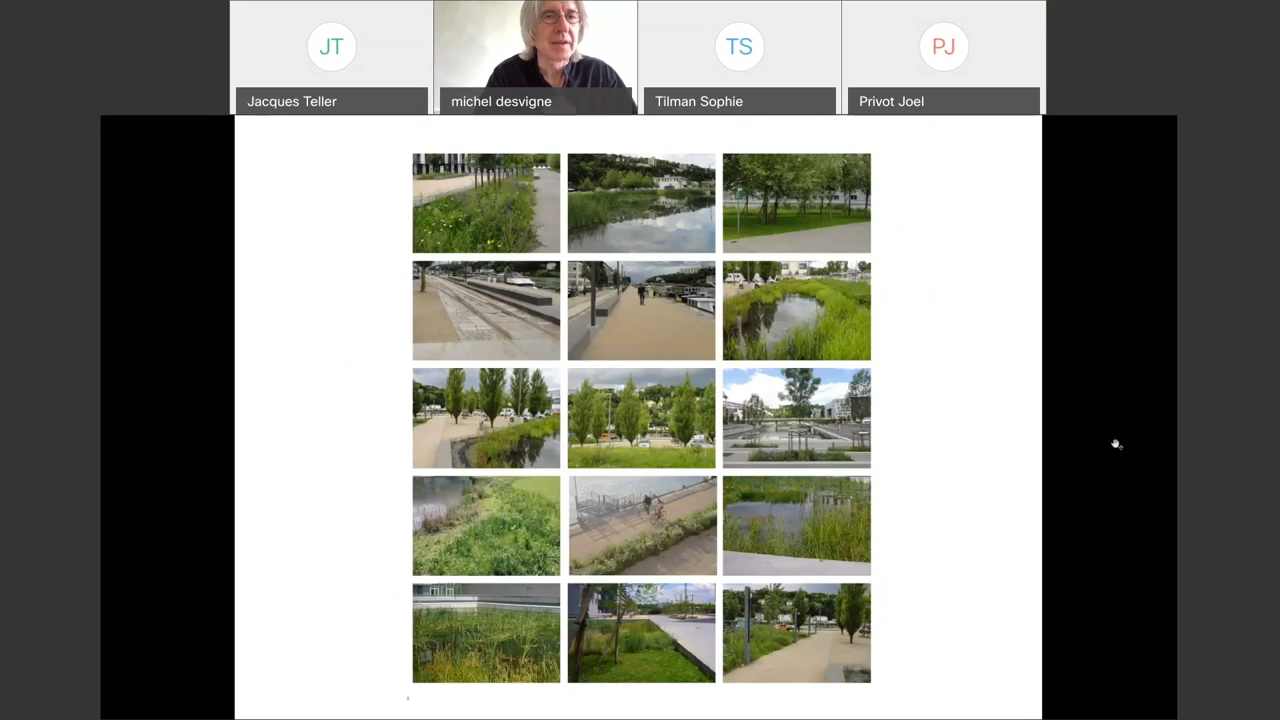 JT
Jacques Teller
michel desvigne
TS
Tilman Sophie
PJ
Privot Joel